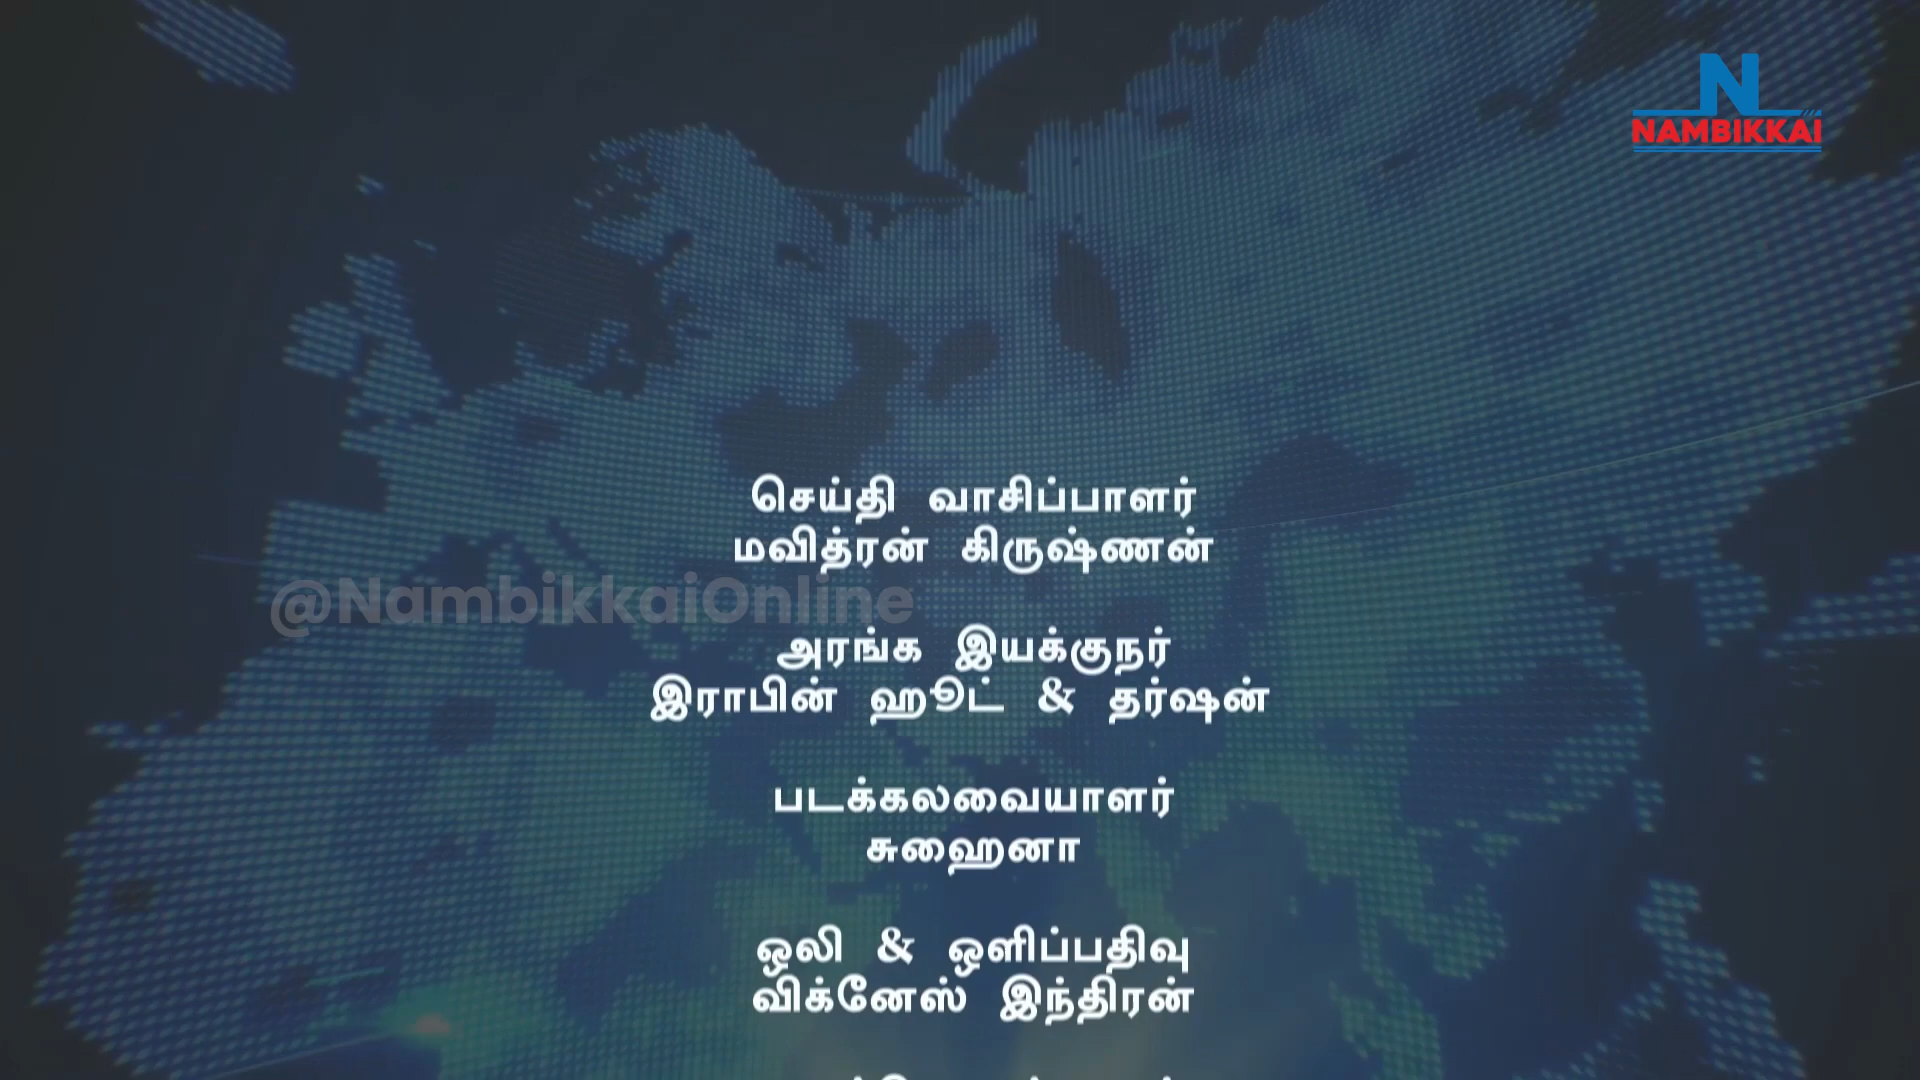 N
NAMBIKKAI
செய்தி வாசிப்பாளர்
மவித்ரன் கிருஷ்ணன்
@NambikkaiOnline
அரங்க இயக்குநர்
இராபின் ஹூட் & தர்ஷன்
படக்கலவையாளர்
சுஹைனா
ஒலி & ஒளிப்பதிவு
விக்னேஸ் இந்திரன்